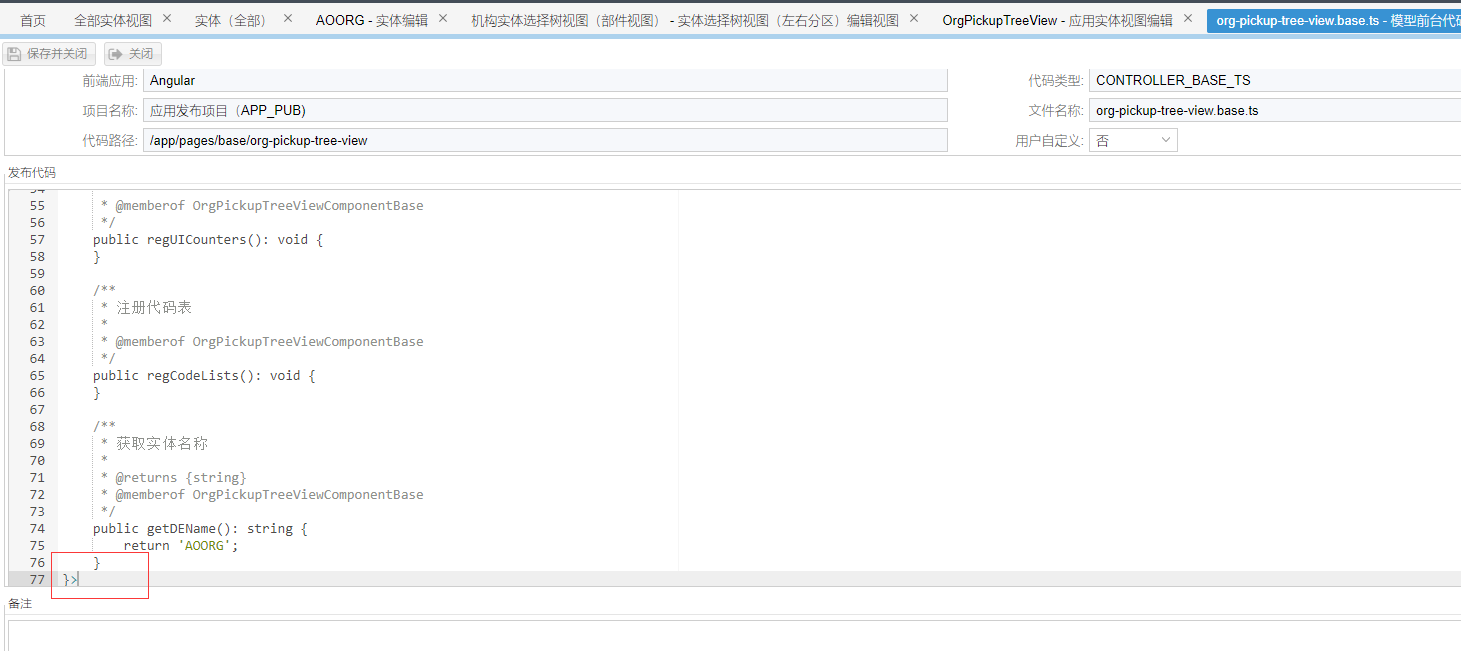 首页 全部实体视图 × 实体（全部） × AOORG - 实体编辑 × 机构实体选择树视图（部件视图） - 实体选择树视图（左右分区）编辑视图 × OrgPickupTreeView - 应用实体视图编辑 × org-pickup-tree-view.base.ts - 模型前台代码
保存并关闭 关闭
前端应用: Angular 代码类型: CONTROLLER_BASE_TS
项目名称: 应用发布项目（APP_PUB) 文件名称: org-pickup-tree-view.base.ts
代码路径: /app/pages/base/org-pickup-tree-view 用户自定义: 否
发布代码
54
55 * @memberof OrgPickupTreeViewComponentBase
56 */
57 public regUICounters(): void {
58 }
59
60 /**
61 * 注册代码表
62 *
63 * @memberof OrgPickupTreeViewComponentBase
64 */
65 public regCodeLists(): void {
66 }
67
68 /**
69 * 获取实体名称
70 *
71 * @returns {string}
72 * @memberof OrgPickupTreeViewComponentBase
73 */
74 public getDEName(): string {
75 return 'AOORG';
76 }
77 }>
备注